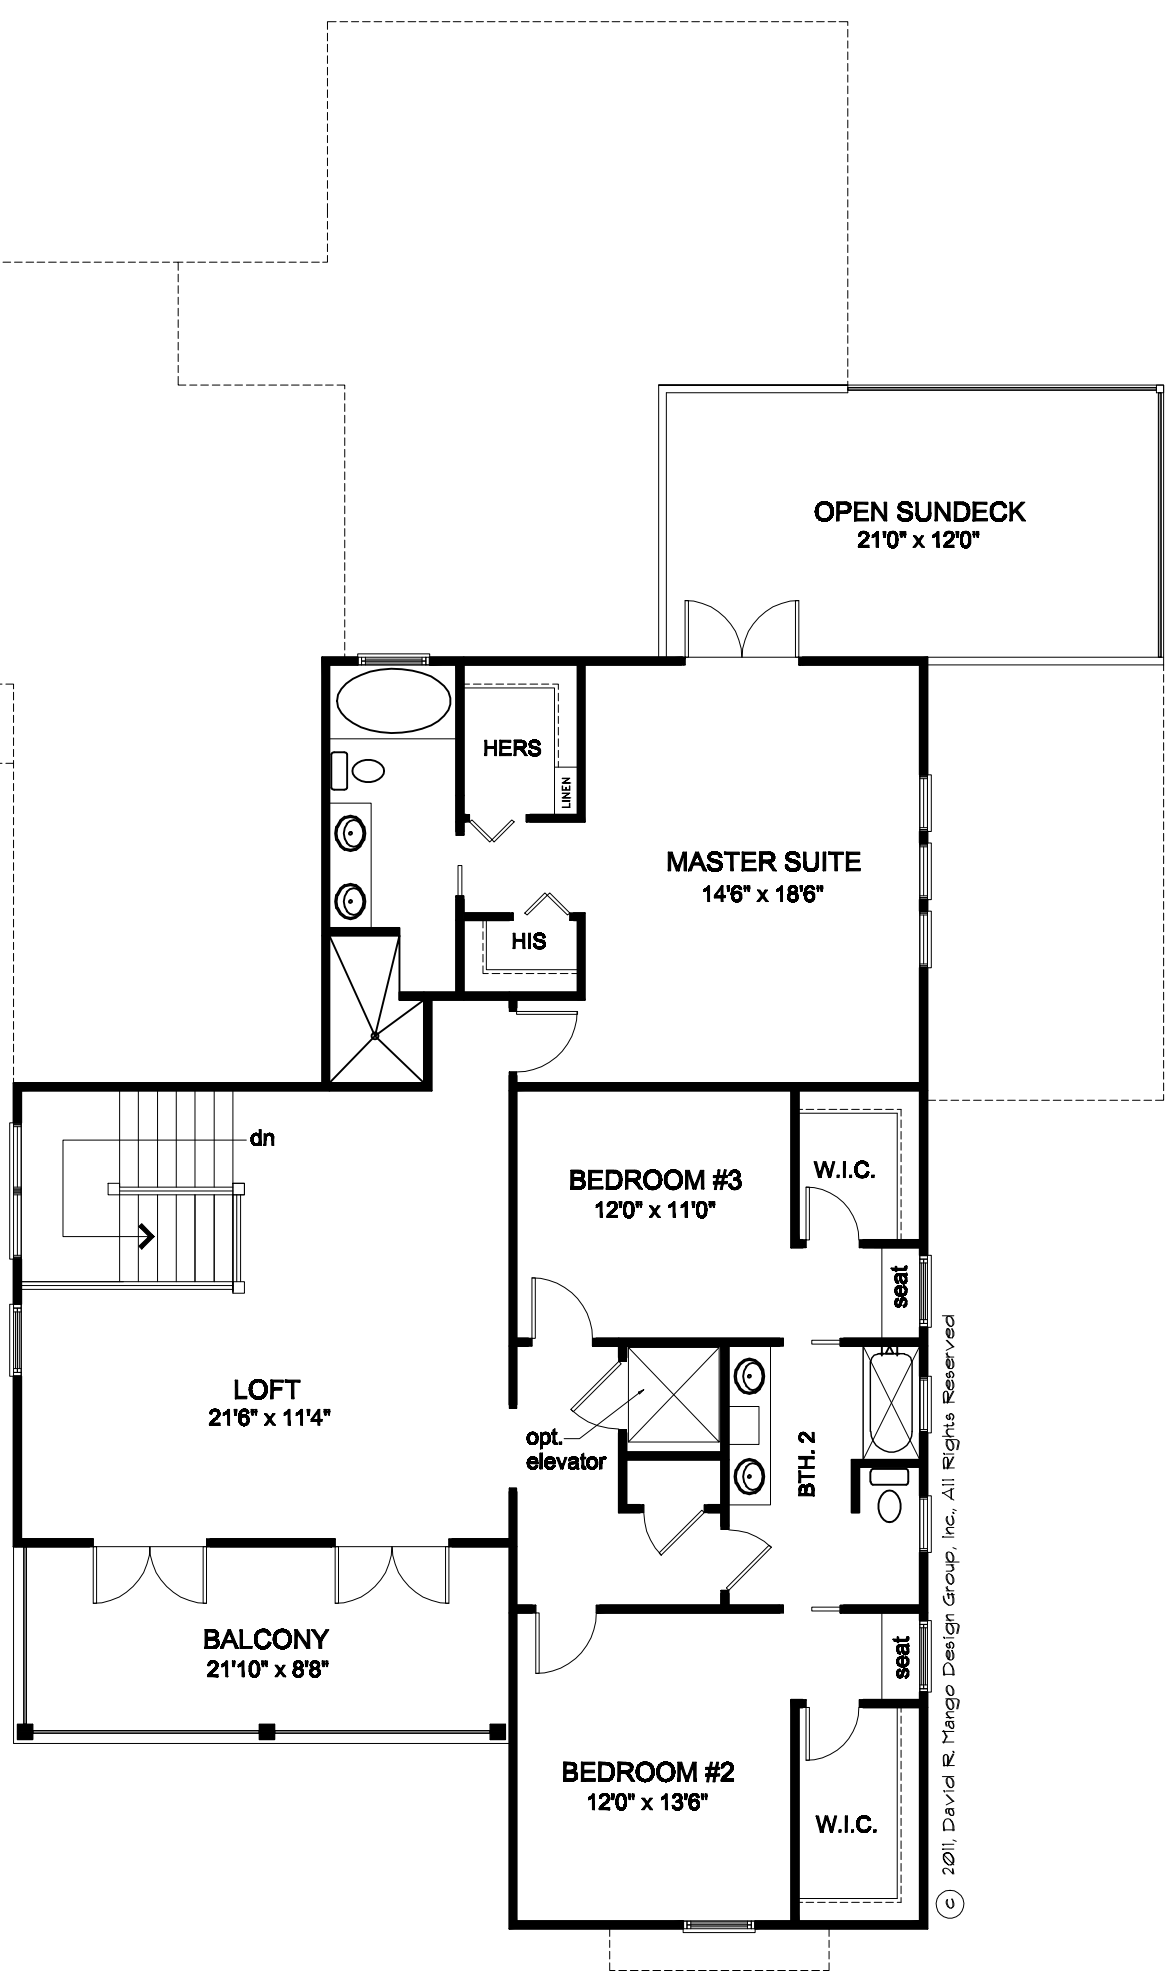 OPEN SUNDECK
21'0" x 12'0"
HERS
LINEN
MASTER SUITE
14'6" x 18'6"
HIS
dn
W.I.C.
BEDROOM #3
12'0" x 11'0"
seat
LOFT
21'6" x 11'4"
opt.
elevator
BTH. 2
BALCONY
21'10" x 8'8"
seat
BEDROOM #2
12'0" x 13'6"
W.I.C.
© 2011, David R. Mango Design Group, Inc., All Rights Reserved